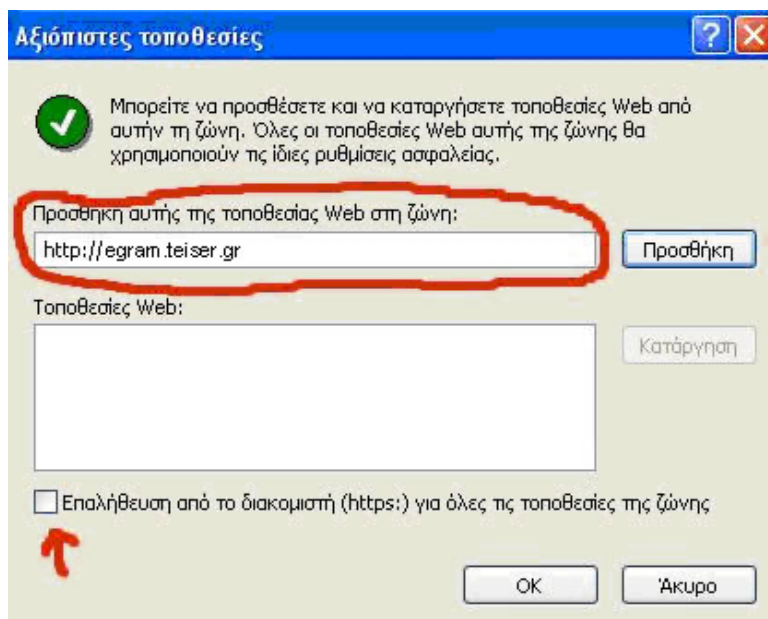 Αξιόπιστες τοποθεσίες
Μπορείτε να προσθέσετε και να καταργήσετε τοποθεσίες Web από
αυτήν τη ζώνη. Όλες οι τοποθεσίες Web αυτής της ζώνης θα
χρησιμοποιούν τις ίδιες ρυθμίσεις ασφαλείας.
Προσθήκη αυτής της τοποθεσίας Web στη ζώνη:
http://egram.teiser.gr
Προσθήκη
Τοποθεσίες Web:
Κατάργηση
Επαλήθευση από το διακομιστή (https:) για όλες τις τοποθεσίες της ζώνης
OK
Άκυρο